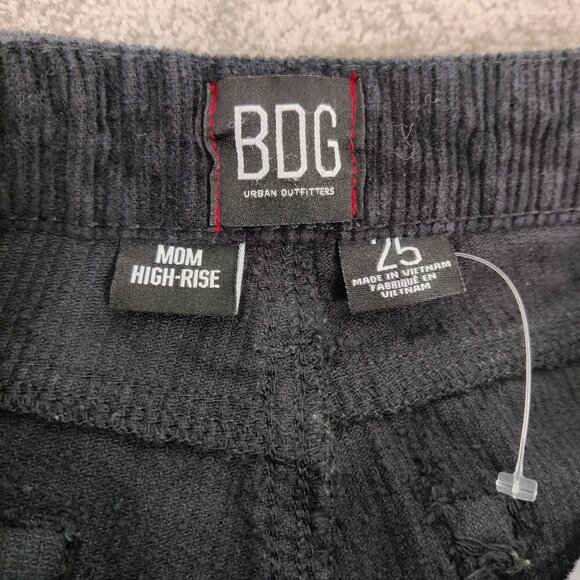 BDG
URBAN OUTFITTERS
MOM
HIGH-RISE
25
MADE IN VIETNAM
FABRIQUÉ EN
VIETNAM